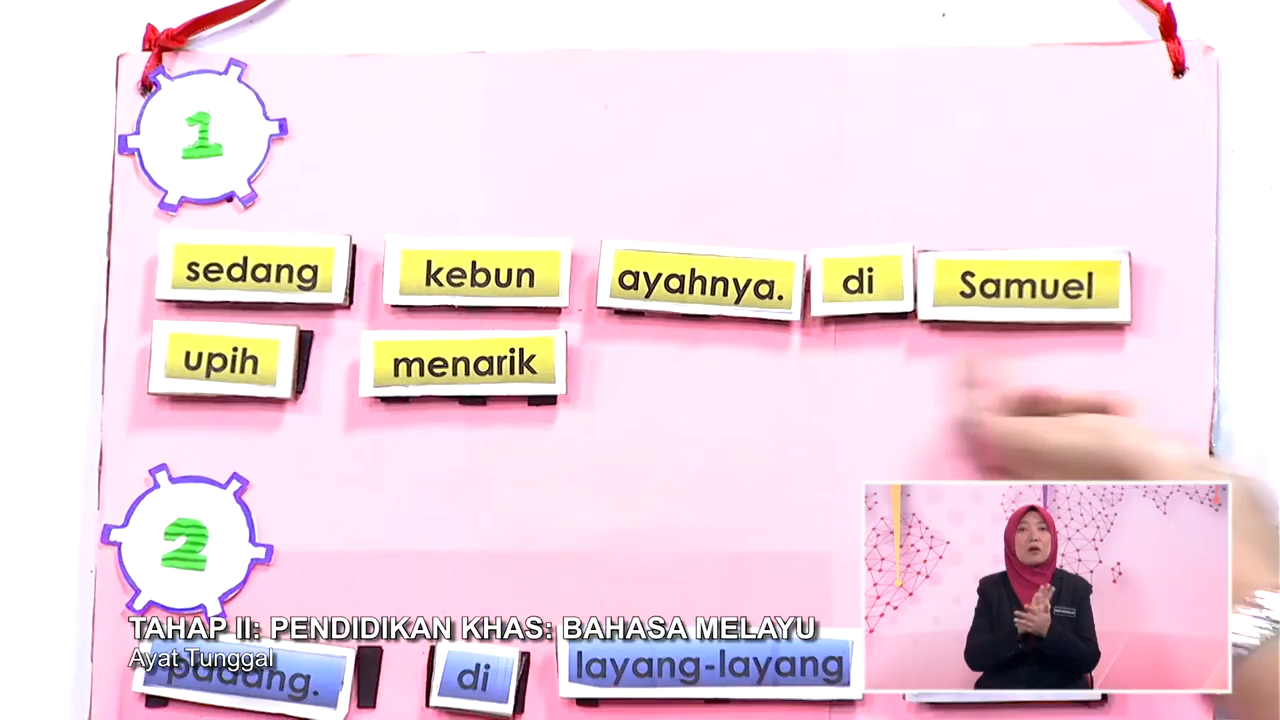 1
sedang kebun ayahnya. di Samuel
upih menarik
2
TAHAP II: PENDIDIKAN KHAS: BAHASA MELAYU
Ayat Tunggal
padang. di layang-layang